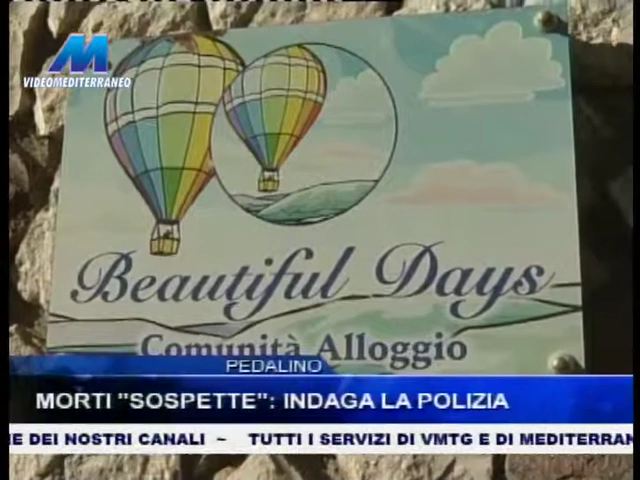 M
VIDEOMEDITERRANEO
Beautiful Days
Comunità Alloggio
PEDALINO
MORTI "SOSPETTE": INDAGA LA POLIZIA
E DEI NOSTRI CANALI ~ TUTTI I SERVIZI DI VMTG E DI MEDITERRAN